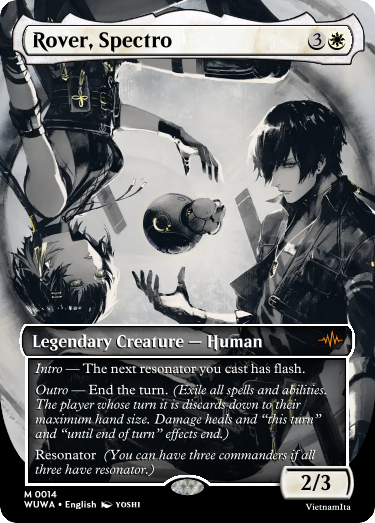 Rover, Spectro 3
Legendary Creature — Human
Intro — The next resonator you cast has flash.
Outro — End the turn. (Exile all spells and abilities.
The player whose turn it is discards down to their
maximum hand size. Damage heals and “this turn”
and “until end of turn” effects end.)
Resonator (You can have three commanders if all
three have resonator.)
2/3
M 0014
WUWA • English YOSHI
VietnamIta